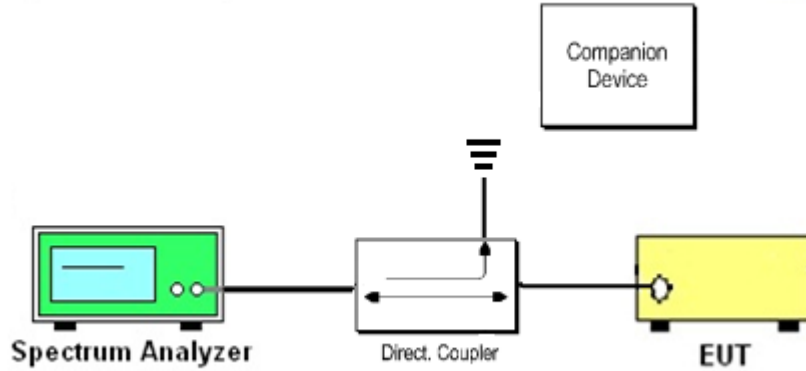 Companion
Device
Spectrum Analyzer
Direct. Coupler
EUT